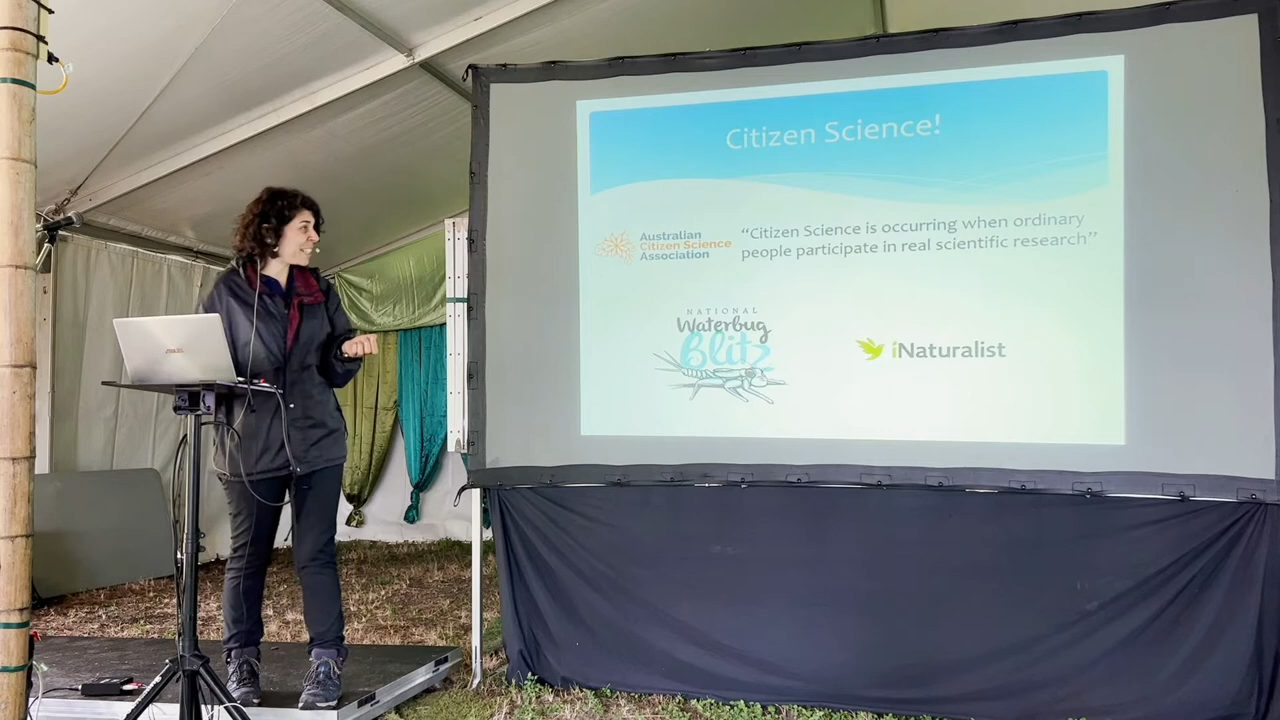 Citizen Science!
Australian
Citizen Science
Association
“Citizen Science is occurring when ordinary
people participate in real scientific research”
NATIONAL
Waterbug
Blitz
iNaturalist